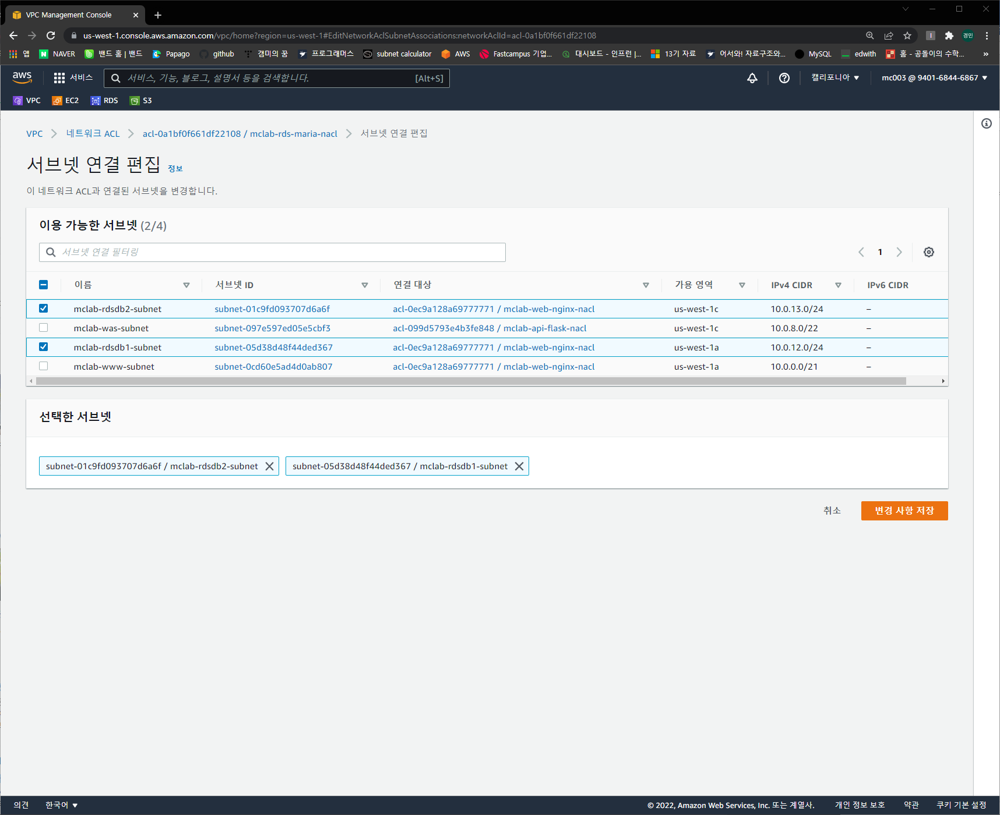 VPC Management Console
us-west-1.console.aws.amazon.com/vpc/home?region=us-west-1#EditNetworkAclSubnetAssociations:networkAclId=acl-0a1bf0f661df22108
경민
앱 NAVER 밴드 홈 | 밴드 Papago github 캠미의 꿈 프로그래머스 subnet calculator AWS Fastcampus 기업... 대시보드 - 인프런 |... 13기 자료 어서와! 자료구조와... MySQL edwith 홈 - 공돌이의 수학... »
aws 서비스 서비스, 기능, 블로그, 설명서 등을 검색합니다. [Alt+S] 캘리포니아 ▼ mc003 @ 9401-6844-6867 ▼
VPC EC2 RDS S3
VPC > 네트워크 ACL > acl-0a1bf0f661df22108 / mclab-rds-maria-nacl > 서브넷 연결 편집
서브넷 연결 편집 정보
이 네트워크 ACL과 연결된 서브넷을 변경합니다.
이용 가능한 서브넷 (2/4)
서브넷 연결 필터링 1
이름 서브넷 ID 연결 대상 가용 영역 IPv4 CIDR IPv6 CIDR
mclab-rdsdb2-subnet subnet-01c9fd093707d6a6f acl-0ec9a128a69777771 / mclab-web-nginx-nacl us-west-1c 10.0.13.0/24 –
mclab-was-subnet subnet-097e597ed05e5cbf3 acl-099d5793e4b3fe848 / mclab-api-flask-nacl us-west-1c 10.0.8.0/22 –
mclab-rdsdb1-subnet subnet-05d38d48f44ded367 acl-0ec9a128a69777771 / mclab-web-nginx-nacl us-west-1a 10.0.12.0/24 –
mclab-www-subnet subnet-0cd60e5ad4d0ab807 acl-0ec9a128a69777771 / mclab-web-nginx-nacl us-west-1a 10.0.0.0/21 –
선택한 서브넷
subnet-01c9fd093707d6a6f / mclab-rdsdb2-subnet subnet-05d38d48f44ded367 / mclab-rdsdb1-subnet
취소 변경 사항 저장
의견 한국어 ▼ © 2022, Amazon Web Services, Inc. 또는 계열사. 개인 정보 보호 약관 쿠키 기본 설정